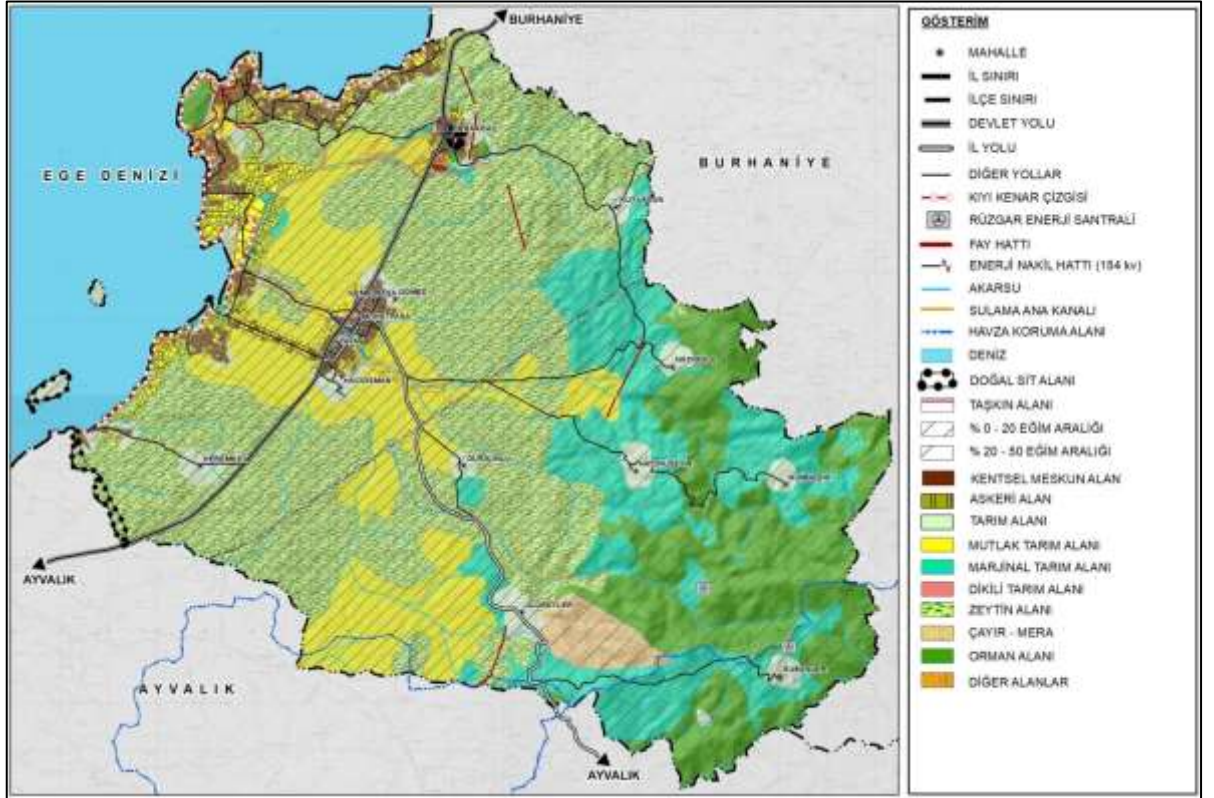 BURHANİYE
EGE DENİZİ
BURHANİYE
AYVALIK
AYVALIK
AYVALIK
GÖSTERİM
MAHALLE
İL SINIRI
İLÇE SINIRI
DEVLET YOLU
İL YOLU
DİĞER YOLLAR
KIYI KENAR ÇİZGİSİ
RÜZGAR ENERJİ SANTRALİ
FAY HATTI
ENERJİ NAKİL HATTI (154 kv)
AKARSU
SULAMA ANA KANALI
HAVZA KORUMA ALANI
DENİZ
DOĞAL SİT ALANI
TAŞKIN ALANI
% 0 - 20 EĞİM ARALIĞI
% 20 - 50 EĞİM ARALIĞI
KENTSEL MESKUN ALAN
ASKERİ ALAN
TARIM ALANI
MUTLAK TARIM ALANI
MARJİNAL TARIM ALANI
DİKİLİ TARIM ALANI
ZEYTİN ALANI
ÇAYIR - MERA
ORMAN ALANI
DİĞER ALANLAR